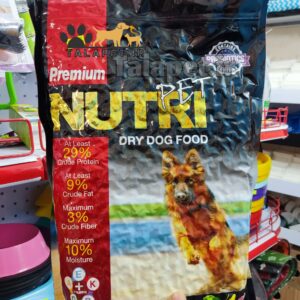 TALAPETTER
Premium
NUTRI
PET
DRY DOG FOOD
At Least
29%
Crude Protein
At Least
9%
Crude Fat
Maximum
3%
Crude Fiber
Maximum
10%
Moisture
E
K